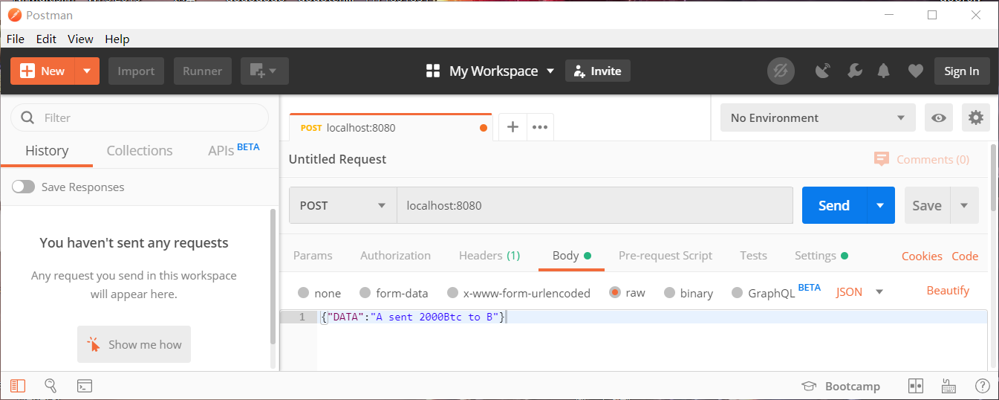 Postman
File Edit View Help
New Import Runner My Workspace Invite Sign In
Filter
History Collections APIs BETA
Save Responses
You haven't sent any requests
Any request you send in this workspace
will appear here.
Show me how
POST localhost:8080
No Environment
Untitled Request Comments (0)
POST localhost:8080 Send Save
Params Authorization Headers (1) Body Pre-request Script Tests Settings Cookies Code
none form-data x-www-form-urlencoded raw binary GraphQL BETA JSON Beautify
1 {"DATA":"A sent 2000Btc to B"}
Bootcamp